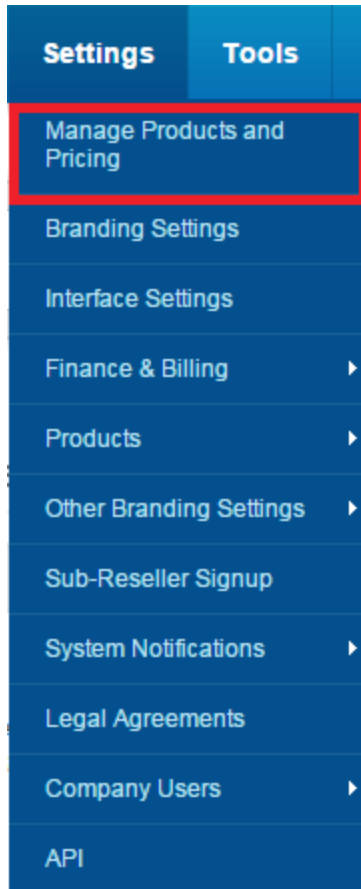 Settings Tools
Manage Products and
Pricing
Branding Settings
Interface Settings
Finance & Billing
Products
Other Branding Settings
Sub-Reseller Signup
System Notifications
Legal Agreements
Company Users
API